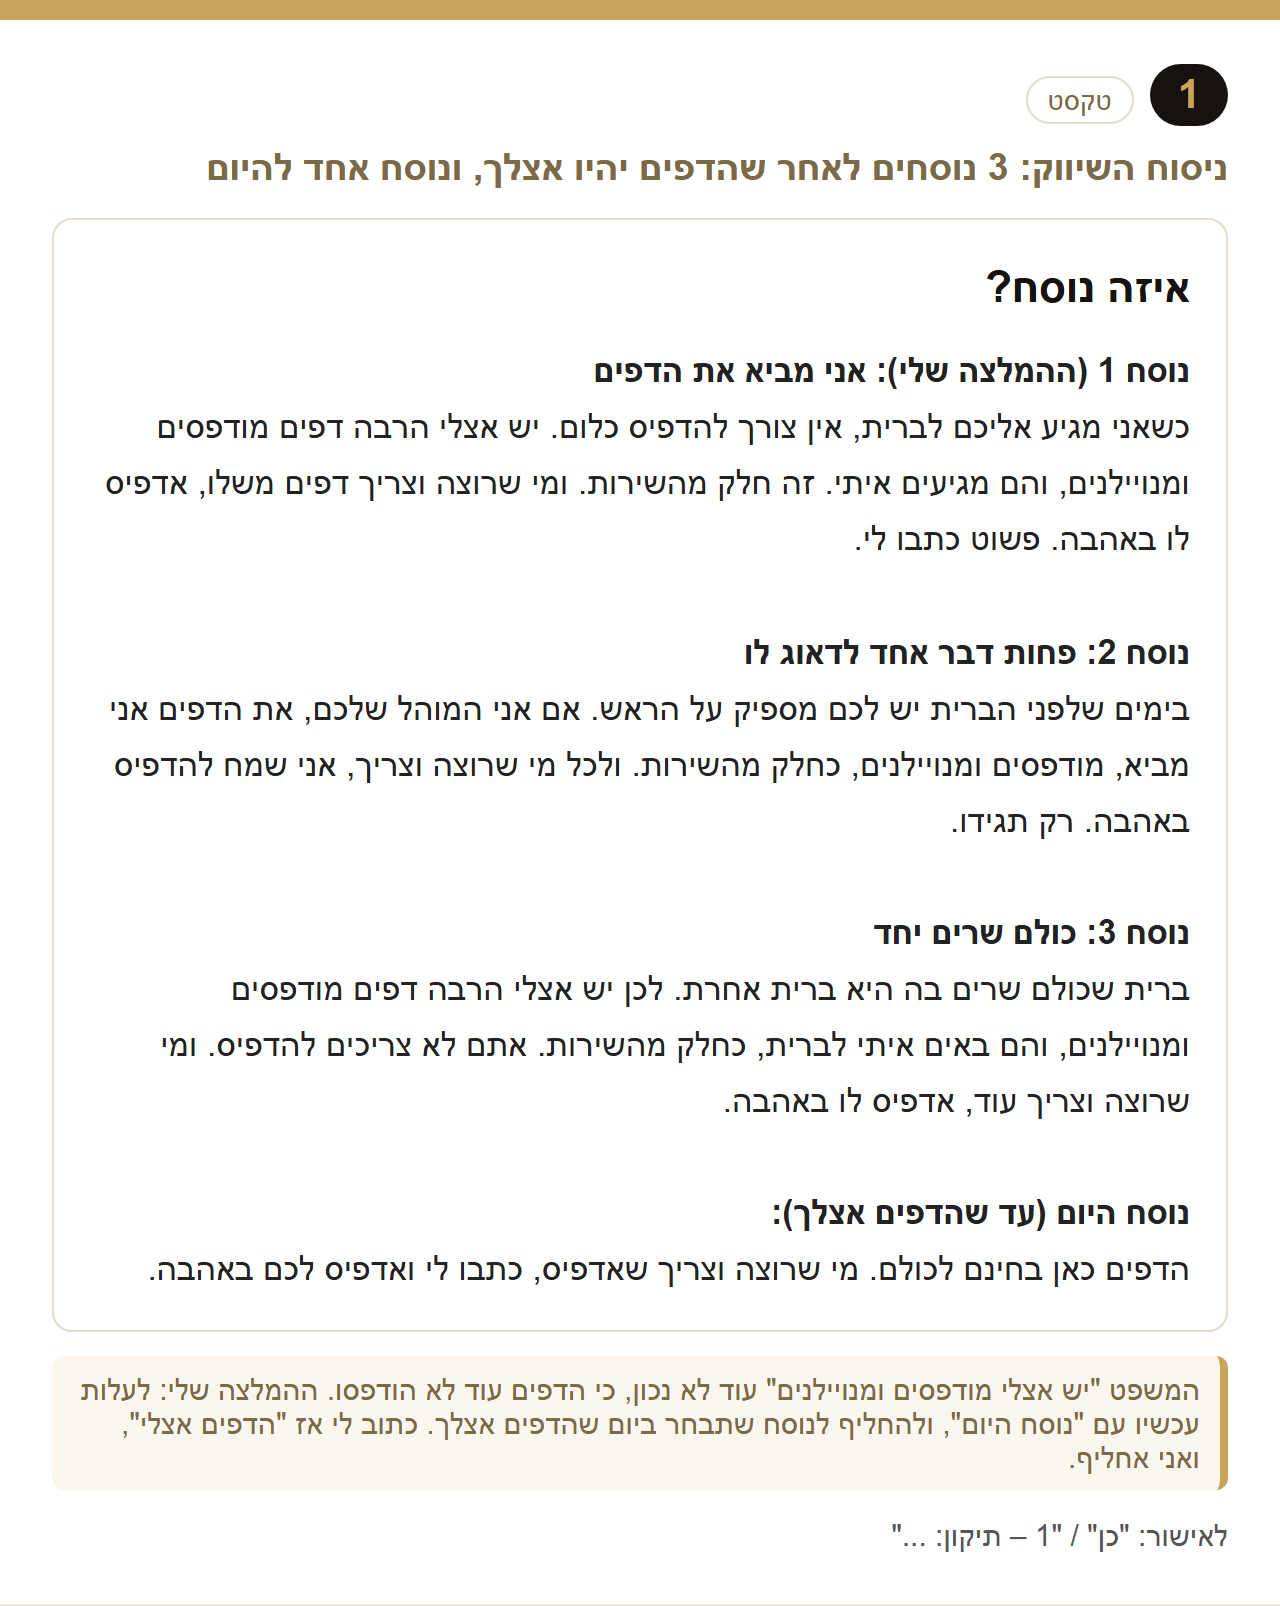 1
טקסט
ניסוח השיווק: 3 נוסחים לאחר שהדפים יהיו אצלך, ונוסח אחד להיום
איזה נוסח?
נוסח 1 (ההמלצה שלי): אני מביא את הדפים
כשאני מגיע אליכם לברית, אין צורך להדפיס כלום. יש אצלי הרבה דפים מודפסים
ומנויילנים, והם מגיעים איתי. זה חלק מהשירות. ומי שרוצה וצריך דפים משלו, אדפיס
לו באהבה. פשוט כתבו לי.
נוסח 2: פחות דבר אחד לדאוג לו
בימים שלפני הברית יש לכם מספיק על הראש. אם אני המוהל שלכם, את הדפים אני
מביא, מודפסים ומנויילנים, כחלק מהשירות. ולכל מי שרוצה וצריך, אני שמח להדפיס
באהבה. רק תגידו.
נוסח 3: כולם שרים יחד
ברית שכולם שרים בה היא ברית אחרת. לכן יש אצלי הרבה דפים מודפסים
ומנויילנים, והם באים איתי לברית, כחלק מהשירות. אתם לא צריכים להדפיס. ומי
שרוצה וצריך עוד, אדפיס לו באהבה.
נוסח היום (עד שהדפים אצלך):
הדפים כאן בחינם לכולם. מי שרוצה וצריך שאדפיס, כתבו לי ואדפיס לכם באהבה.
המשפט "יש אצלי מודפסים ומנויילנים" עוד לא נכון, כי הדפים עוד לא הודפסו. ההמלצה שלי: לעלות
עכשיו עם "נוסח היום", ולהחליף לנוסח שתבחר ביום שהדפים אצלך. כתוב לי אז "הדפים אצלי",
ואני אחליף.
לאישור: "כן" / "1 – תיקון: ..."